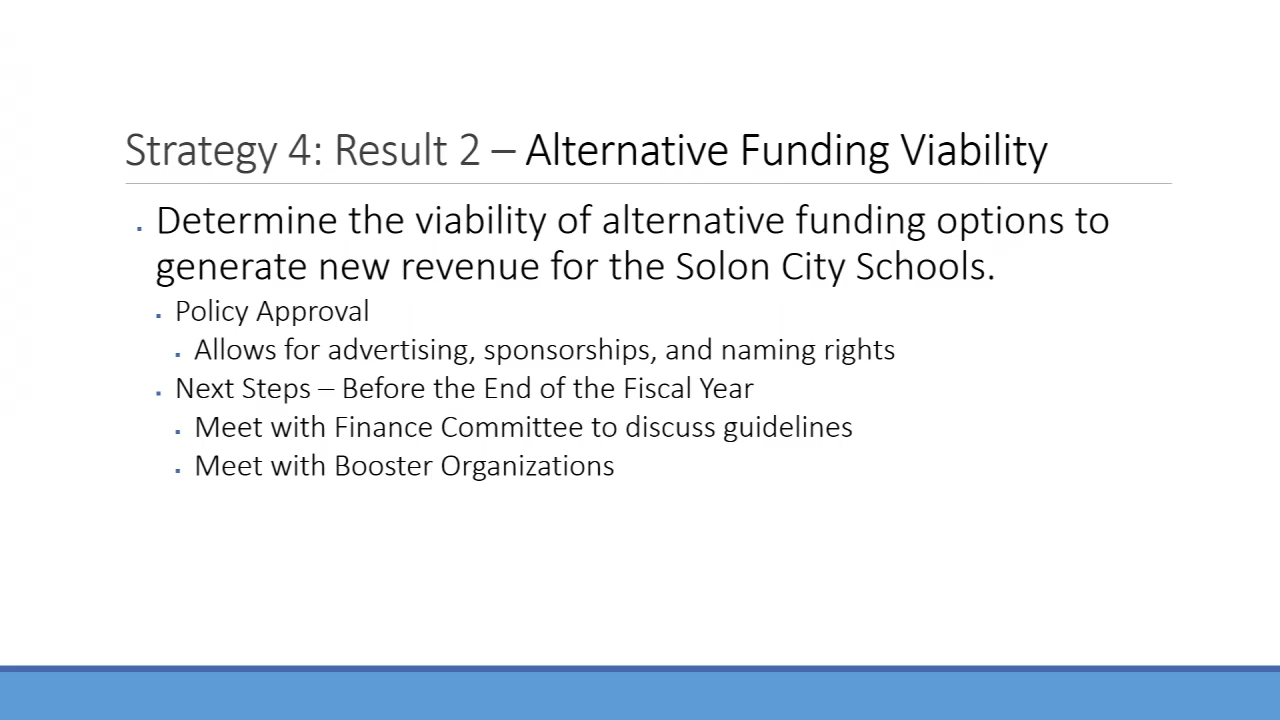 Strategy 4: Result 2 – Alternative Funding Viability
Determine the viability of alternative funding options to
generate new revenue for the Solon City Schools.
Policy Approval
Allows for advertising, sponsorships, and naming rights
Next Steps – Before the End of the Fiscal Year
Meet with Finance Committee to discuss guidelines
Meet with Booster Organizations